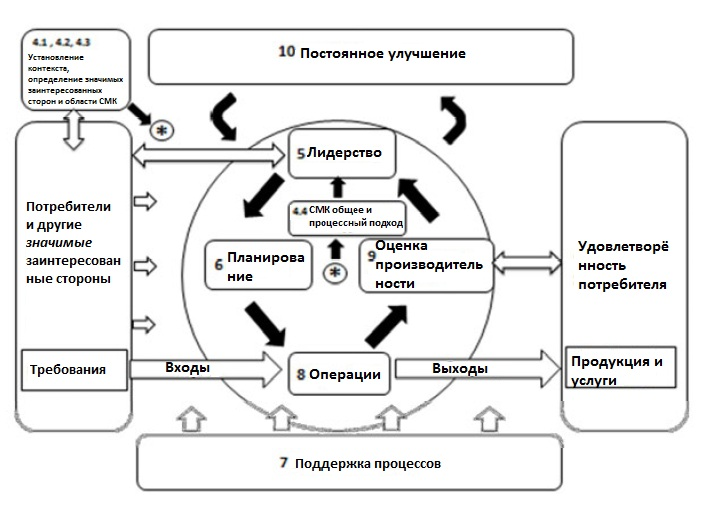 4.1 , 4.2, 4.3
Установление
контекста,
определение значимых
заинтересованных
сторон и области СМК
10 Постоянное улучшение
*
5 Лидерство
4.4 СМК общее и
процессный подход
Потребители
и другие
значимые
заинтересован
ные стороны
6 Планирова
ние
*
9 Оценка
производитель
ности
Удовлетворё
нность
потребителя
Требования
Входы
8 Операции
Выходы
Продукция и
услуги
7 Поддержка процессов